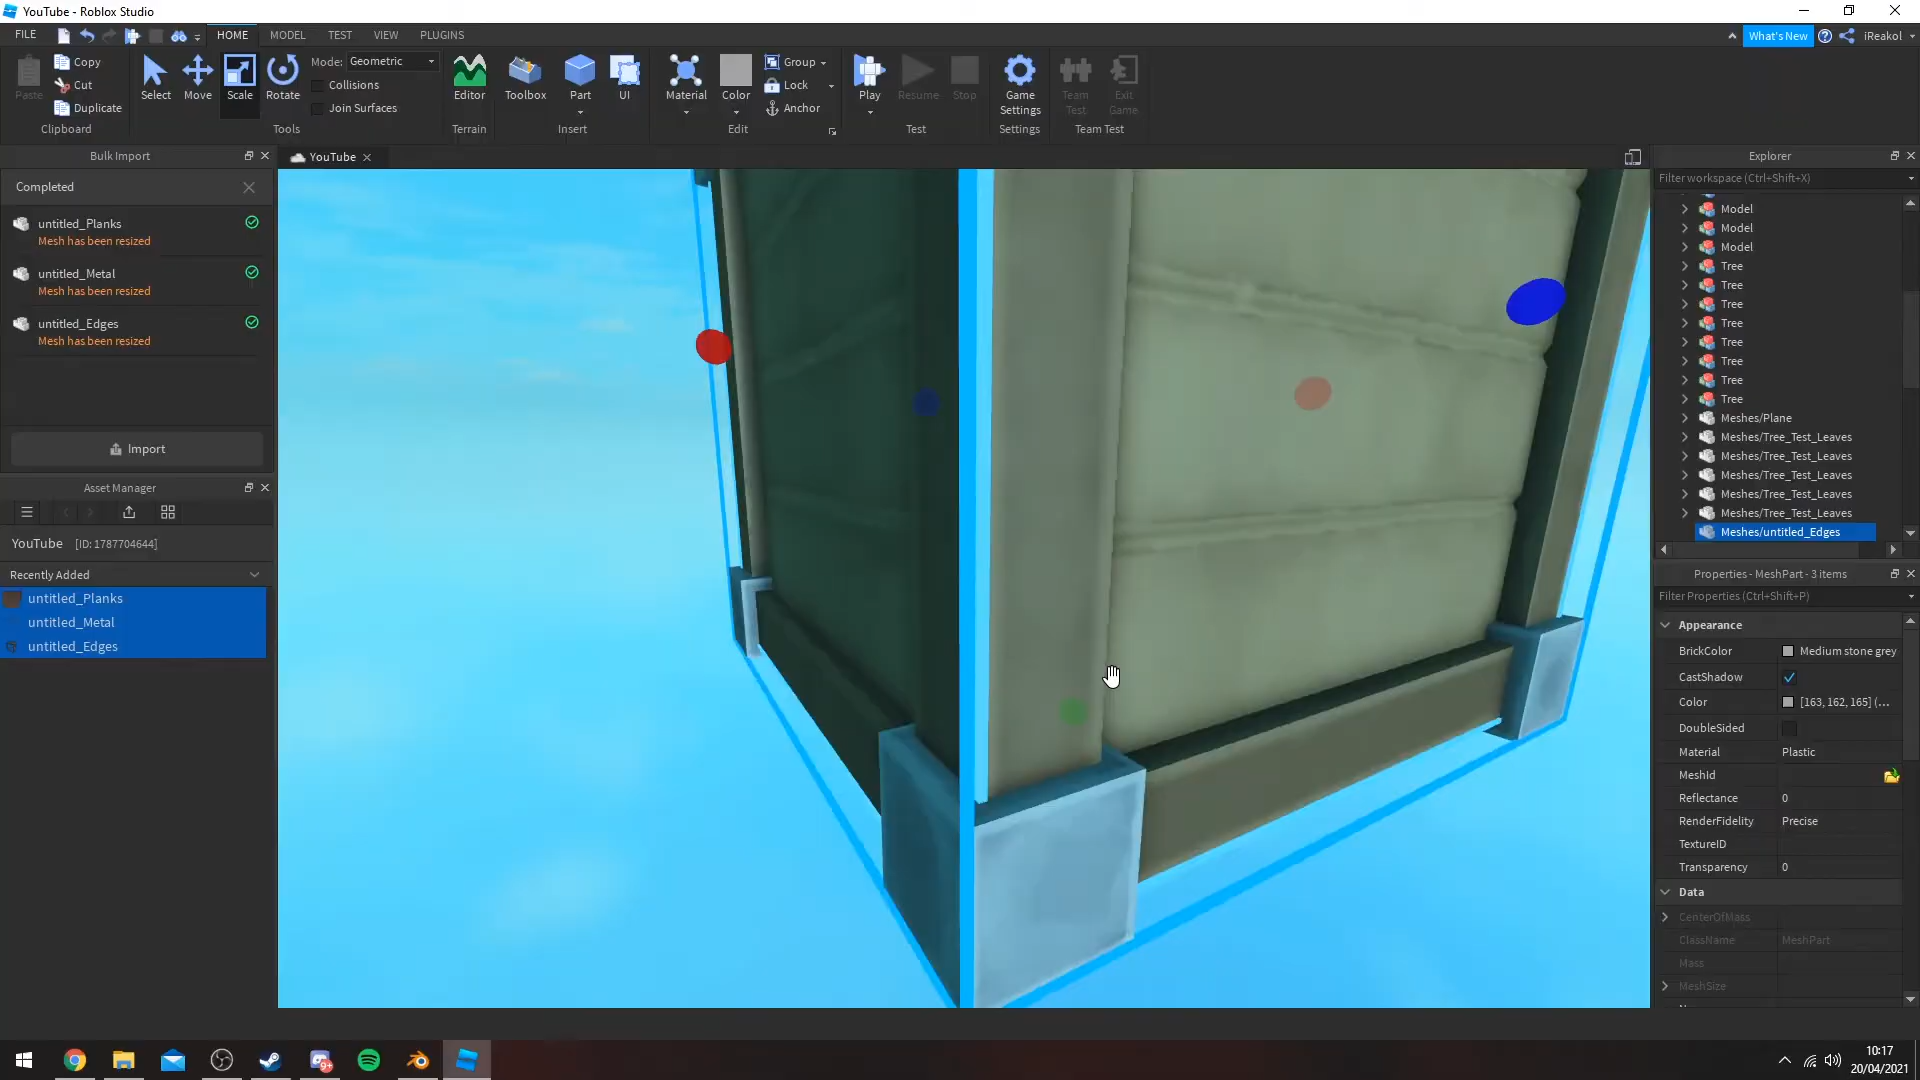 YouTube - Roblox Studio
FILE
HOME
MODEL
TEST
VIEW
PLUGINS
What's New
iReakol
Paste
Copy
Cut
Duplicate
Clipboard
Select
Move
Scale
Rotate
Mode:
Geometric
Collisions
Join Surfaces
Tools
Editor
Terrain
Toolbox
Part
UI
Insert
Material
Color
Group
Lock
Anchor
Edit
Play
Resume
Stop
Test
Game
Settings
Settings
Team
Test
Exit
Game
Team Test
Bulk Import
Completed
untitled_Planks
Mesh has been resized
untitled_Metal
Mesh has been resized
untitled_Edges
Mesh has been resized
Import
Asset Manager
YouTube [ID: 1787704644]
Recently Added
untitled_Planks
untitled_Metal
untitled_Edges
YouTube
Explorer
Filter workspace (Ctrl+Shift+X)
Model
Model
Model
Tree
Tree
Tree
Tree
Tree
Tree
Tree
Tree
Meshes/Plane
Meshes/Tree_Test_Leaves
Meshes/Tree_Test_Leaves
Meshes/Tree_Test_Leaves
Meshes/Tree_Test_Leaves
Meshes/Tree_Test_Leaves
Meshes/untitled_Edges
Properties - MeshPart - 3 items
Filter Properties (Ctrl+Shift+P)
Appearance
BrickColor
Medium stone grey
CastShadow
Color
[163, 162, 165] (...
DoubleSided
Material
Plastic
MeshId
Reflectance
0
RenderFidelity
Precise
TextureID
Transparency
0
Data
CenterOfMass
ClassName
MeshPart
Mass
MeshSize
9+
10:17
20/04/2021